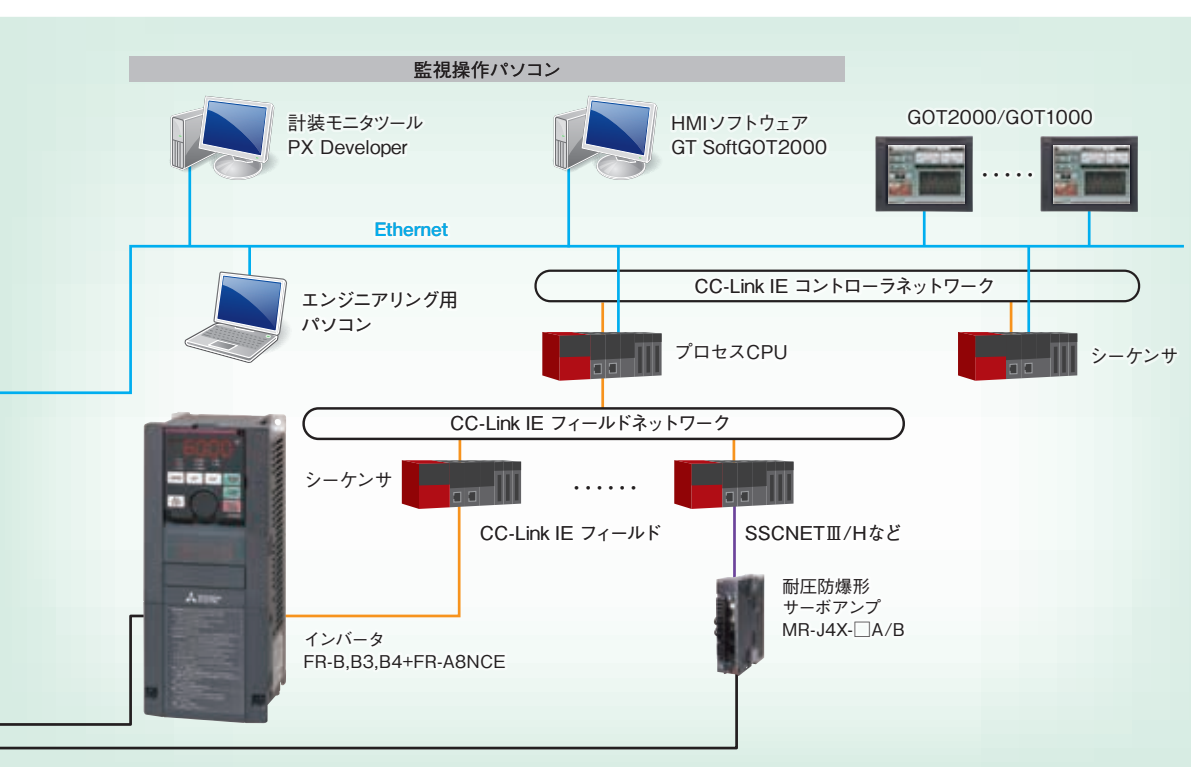 監視操作パソコン
計装モニタツール
PX Developer
HMIソフトウェア
GT SoftGOT2000
GOT2000/GOT1000
‥‥‥
Ethernet
エンジニアリング用
パソコン
CC-Link IE コントローラネットワーク
プロセスCPU
シーケンサ
CC-Link IE フィールドネットワーク
シーケンサ
‥‥‥
CC-Link IE フィールド
SSCNETⅢ/Hなど
耐圧防爆形
サーボアンプ
MR-J4X-□A/B
インバータ
FR-B,B3,B4+FR-A8NCE